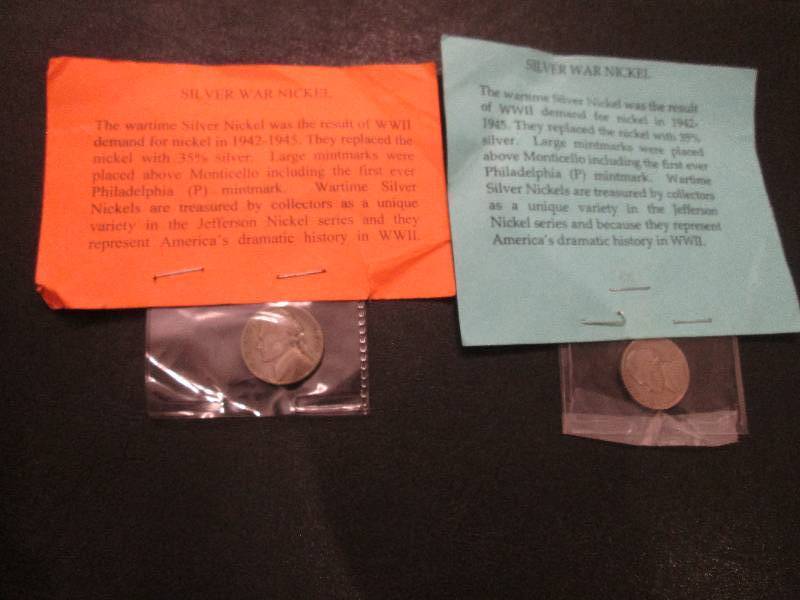 SILVER WAR NICKEL
The wartime Silver Nickel was the result of WWII
demand for nickel in 1942-1945. They replaced the
nickel with 35% silver. Large mintmarks were
placed above Monticello including the first ever
Philadelphia (P) mintmark. Wartime Silver
Nickels are treasured by collectors as a unique
variety in the Jefferson Nickel series and they
represent America's dramatic history in WWII.
SILVER WAR NICKEL
The wartime Silver Nickel was the result
of WWII demand for nickel in 1942-
1945. They replaced the nickel with 35%
silver. Large mintmarks were placed
above Monticello including the first ever
Philadelphia (P) mintmark. Wartime
Silver Nickels are treasured by collectors
as a unique variety in the Jefferson
Nickel series and because they represent
America's dramatic history in WWII.